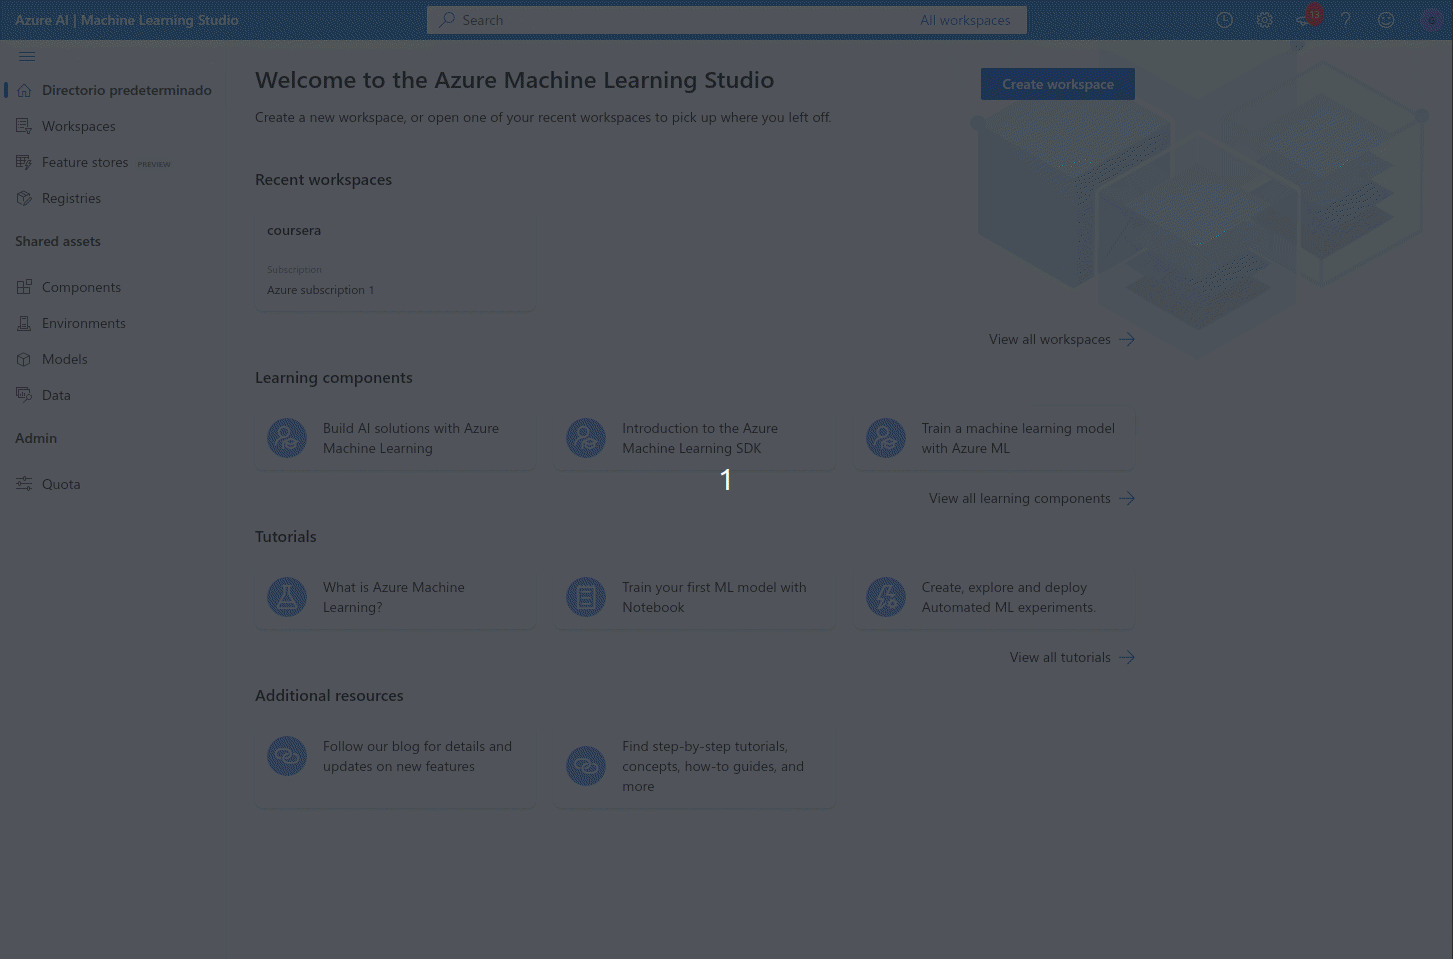 Azure AI | Machine Learning Studio
Search
All workspaces
13
Directorio predeterminado
Workspaces
Feature stores PREVIEW
Registries
Shared assets
Components
Environments
Models
Data
Admin
Quota
Welcome to the Azure Machine Learning Studio
Create workspace
Create a new workspace, or open one of your recent workspaces to pick up where you left off.
Recent workspaces
coursera
Subscription
Azure subscription 1
View all workspaces
Learning components
Build AI solutions with Azure
Machine Learning
Introduction to the Azure
Machine Learning SDK
Train a machine learning model
with Azure ML
1
View all learning components
Tutorials
What is Azure Machine
Learning?
Train your first ML model with
Notebook
Create, explore and deploy
Automated ML experiments.
View all tutorials
Additional resources
Follow our blog for details and
updates on new features
Find step-by-step tutorials,
concepts, how-to guides, and
more